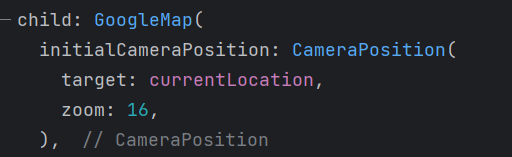 child: GoogleMap(
initialCameraPosition: CameraPosition(
target: currentLocation,
zoom: 16,
), // CameraPosition